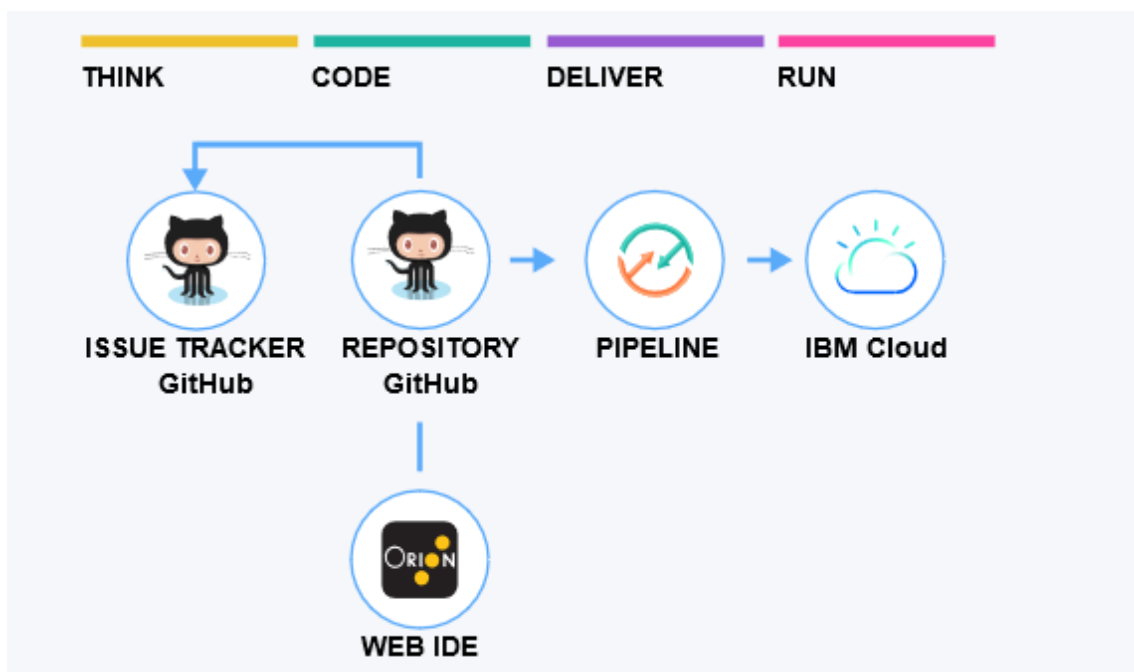 THINK
CODE
DELIVER
RUN
ISSUE TRACKER
GitHub
REPOSITORY
GitHub
PIPELINE
IBM Cloud
ORION
WEB IDE